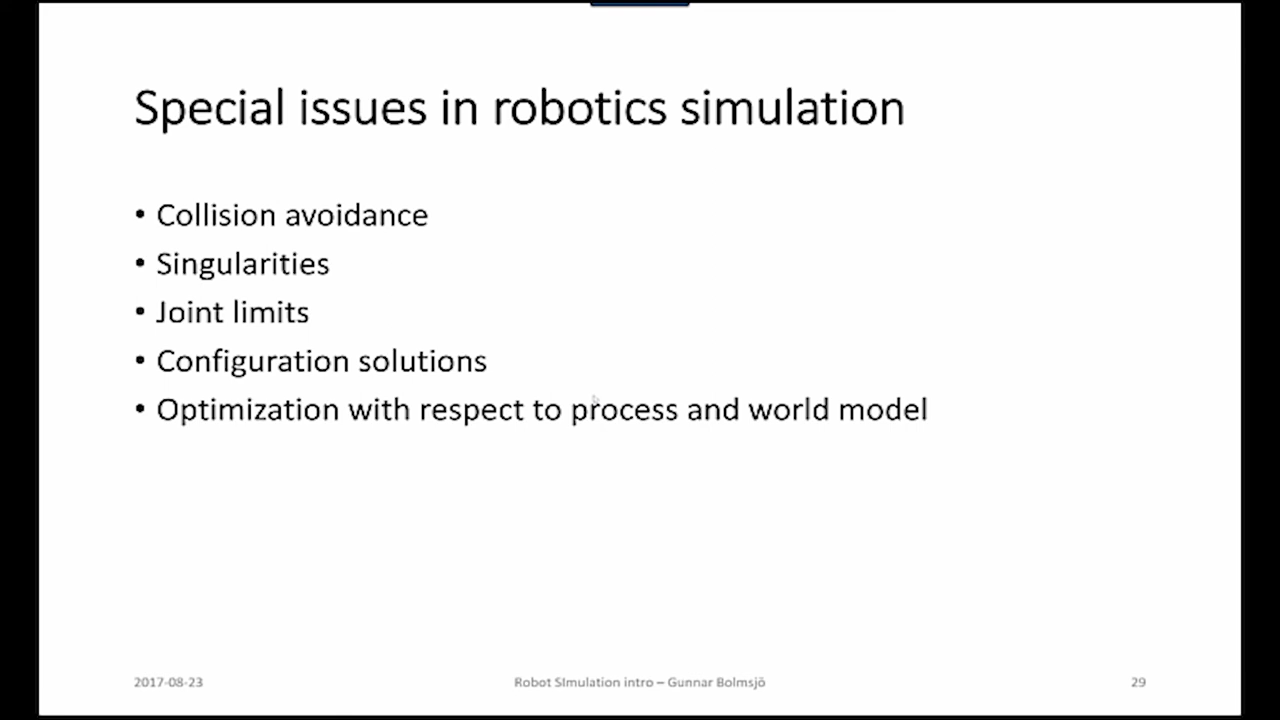 Special issues in robotics simulation
• Collision avoidance
• Singularities
• Joint limits
• Configuration solutions
• Optimization with respect to process and world model
2017-08-23
Robot SImulation intro – Gunnar Bolmsjö
29